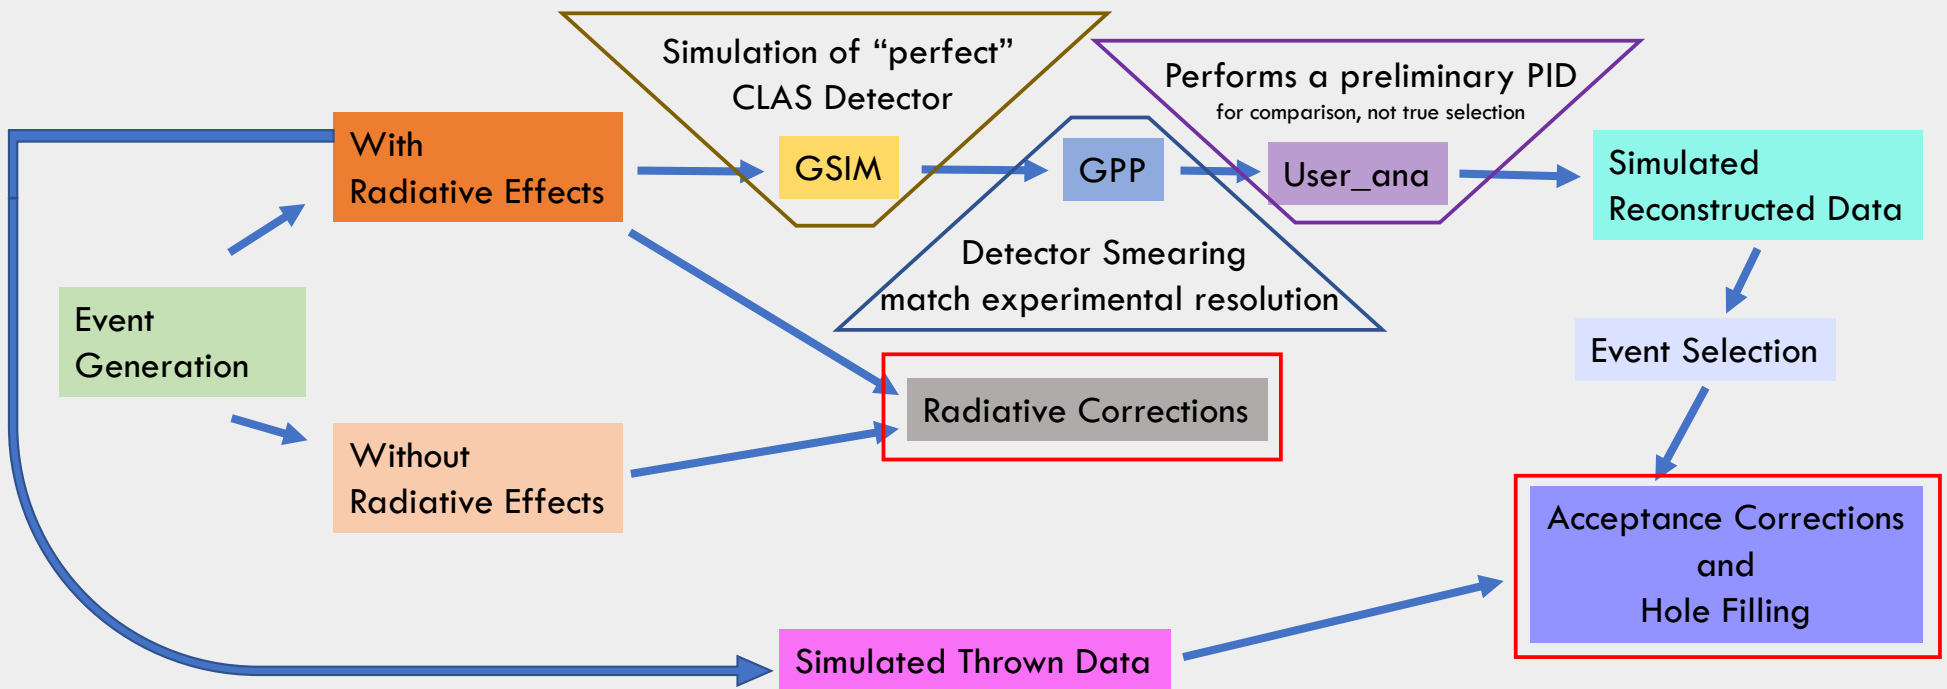 Simulation of “perfect”
CLAS Detector
Performs a preliminary PID
for comparison, not true selection
With
Radiative Effects
GSIM
GPP
User_ana
Simulated
Reconstructed Data
Detector Smearing
match experimental resolution
Event
Generation
Event Selection
Radiative Corrections
Without
Radiative Effects
Acceptance Corrections
and
Hole Filling
Simulated Thrown Data